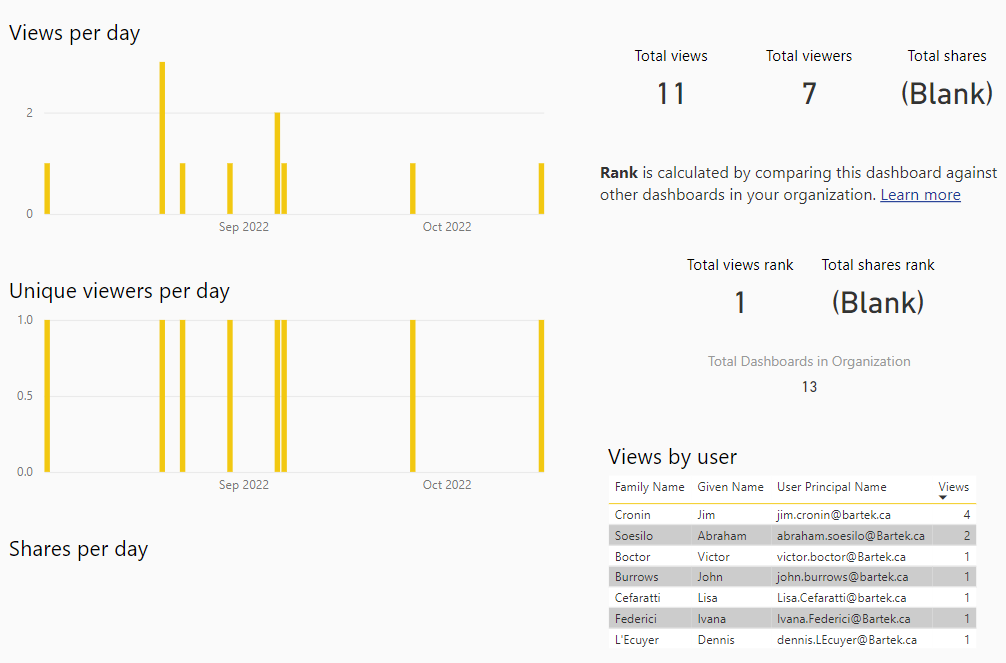 Views per day
2
0
Sep 2022
Oct 2022
Total views
Total viewers
Total shares
11
7
(Blank)
Rank is calculated by comparing this dashboard against
other dashboards in your organization. Learn more
Unique viewers per day
1.0
0.5
0.0
Sep 2022
Oct 2022
Total views rank
Total shares rank
1
(Blank)
Total Dashboards in Organization
13
Shares per day
Views by user
Family Name Given Name User Principal Name Views
Cronin Jim jim.cronin@bartek.ca 4
Soesilo Abraham abraham.soesilo@Bartek.ca 2
Boctor Victor victor.boctor@Bartek.ca 1
Burrows John john.burrows@bartek.ca 1
Cefaratti Lisa Lisa.Cefaratti@bartek.ca 1
Federici Ivana Ivana.Federici@Bartek.ca 1
L'Ecuyer Dennis dennis.LEcuyer@Bartek.ca 1